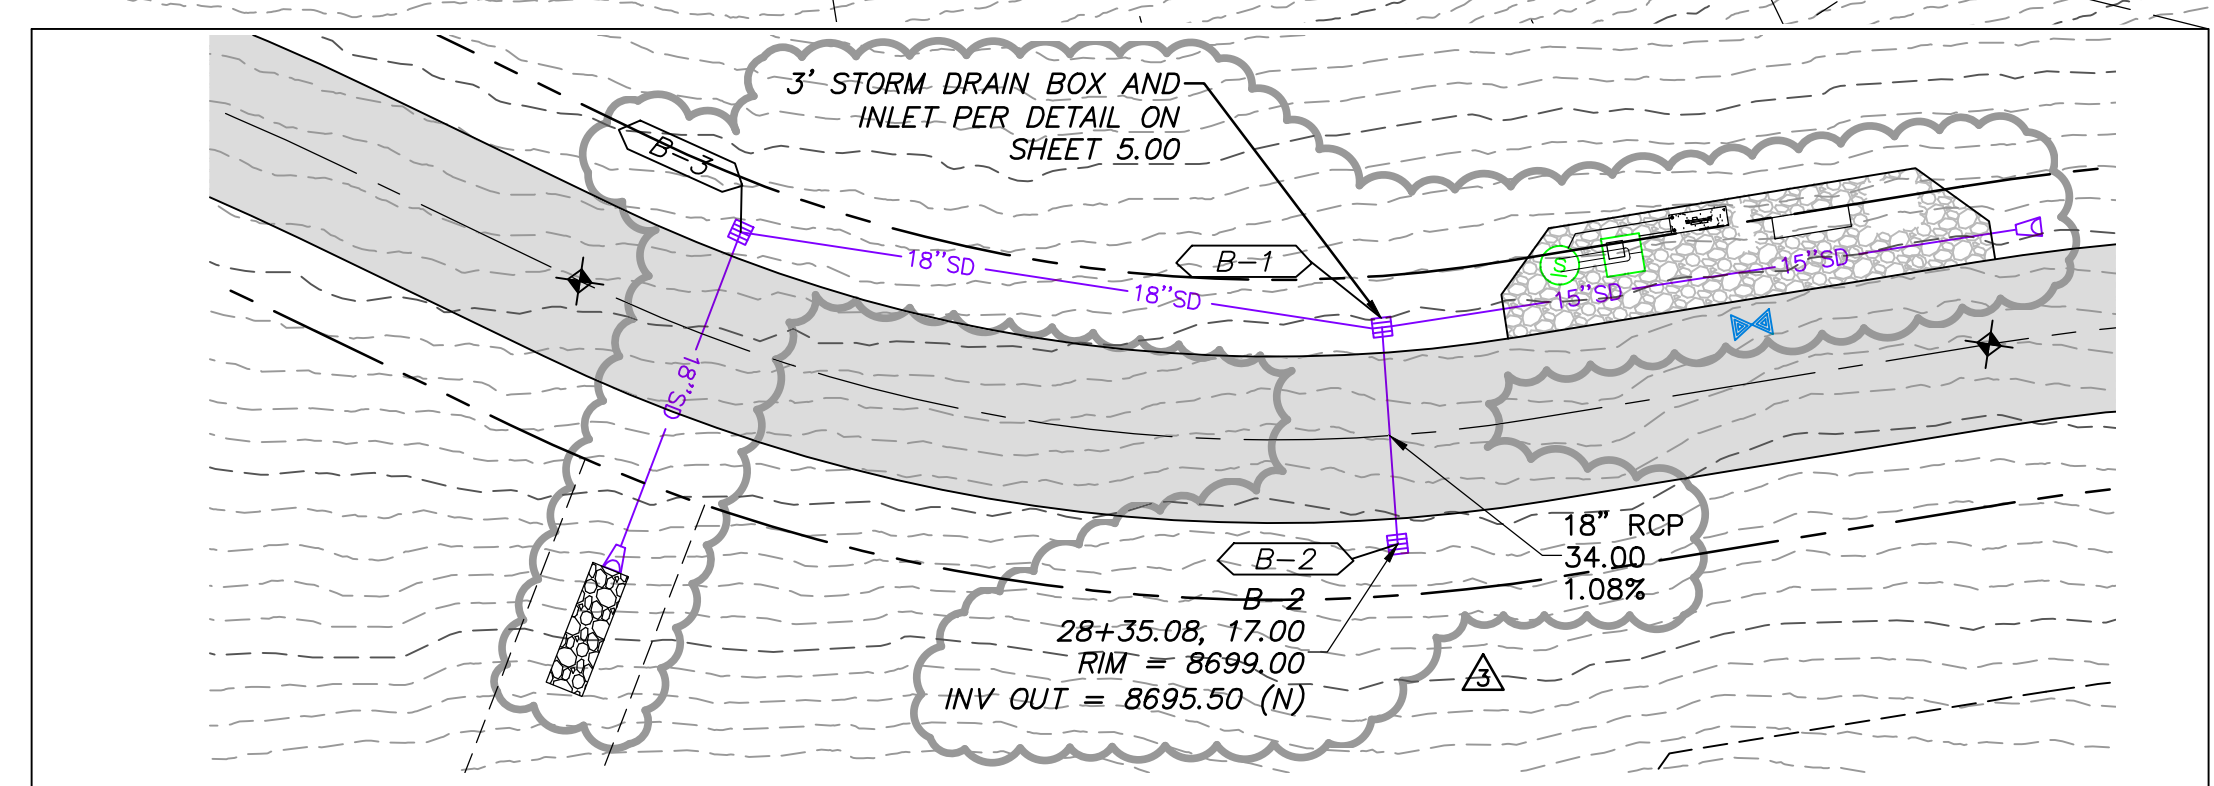 3' STORM DRAIN BOX AND
INLET PER DETAIL ON
SHEET 5.00
B-3
18"SD
18"SD
B-1
15"SD
15"SD
S
18"SD
18" RCP
34.00
1.08%
B-2
B-2
28+35.08, 17.00
RIM = 8699.00
INV OUT = 8695.50 (N)
3